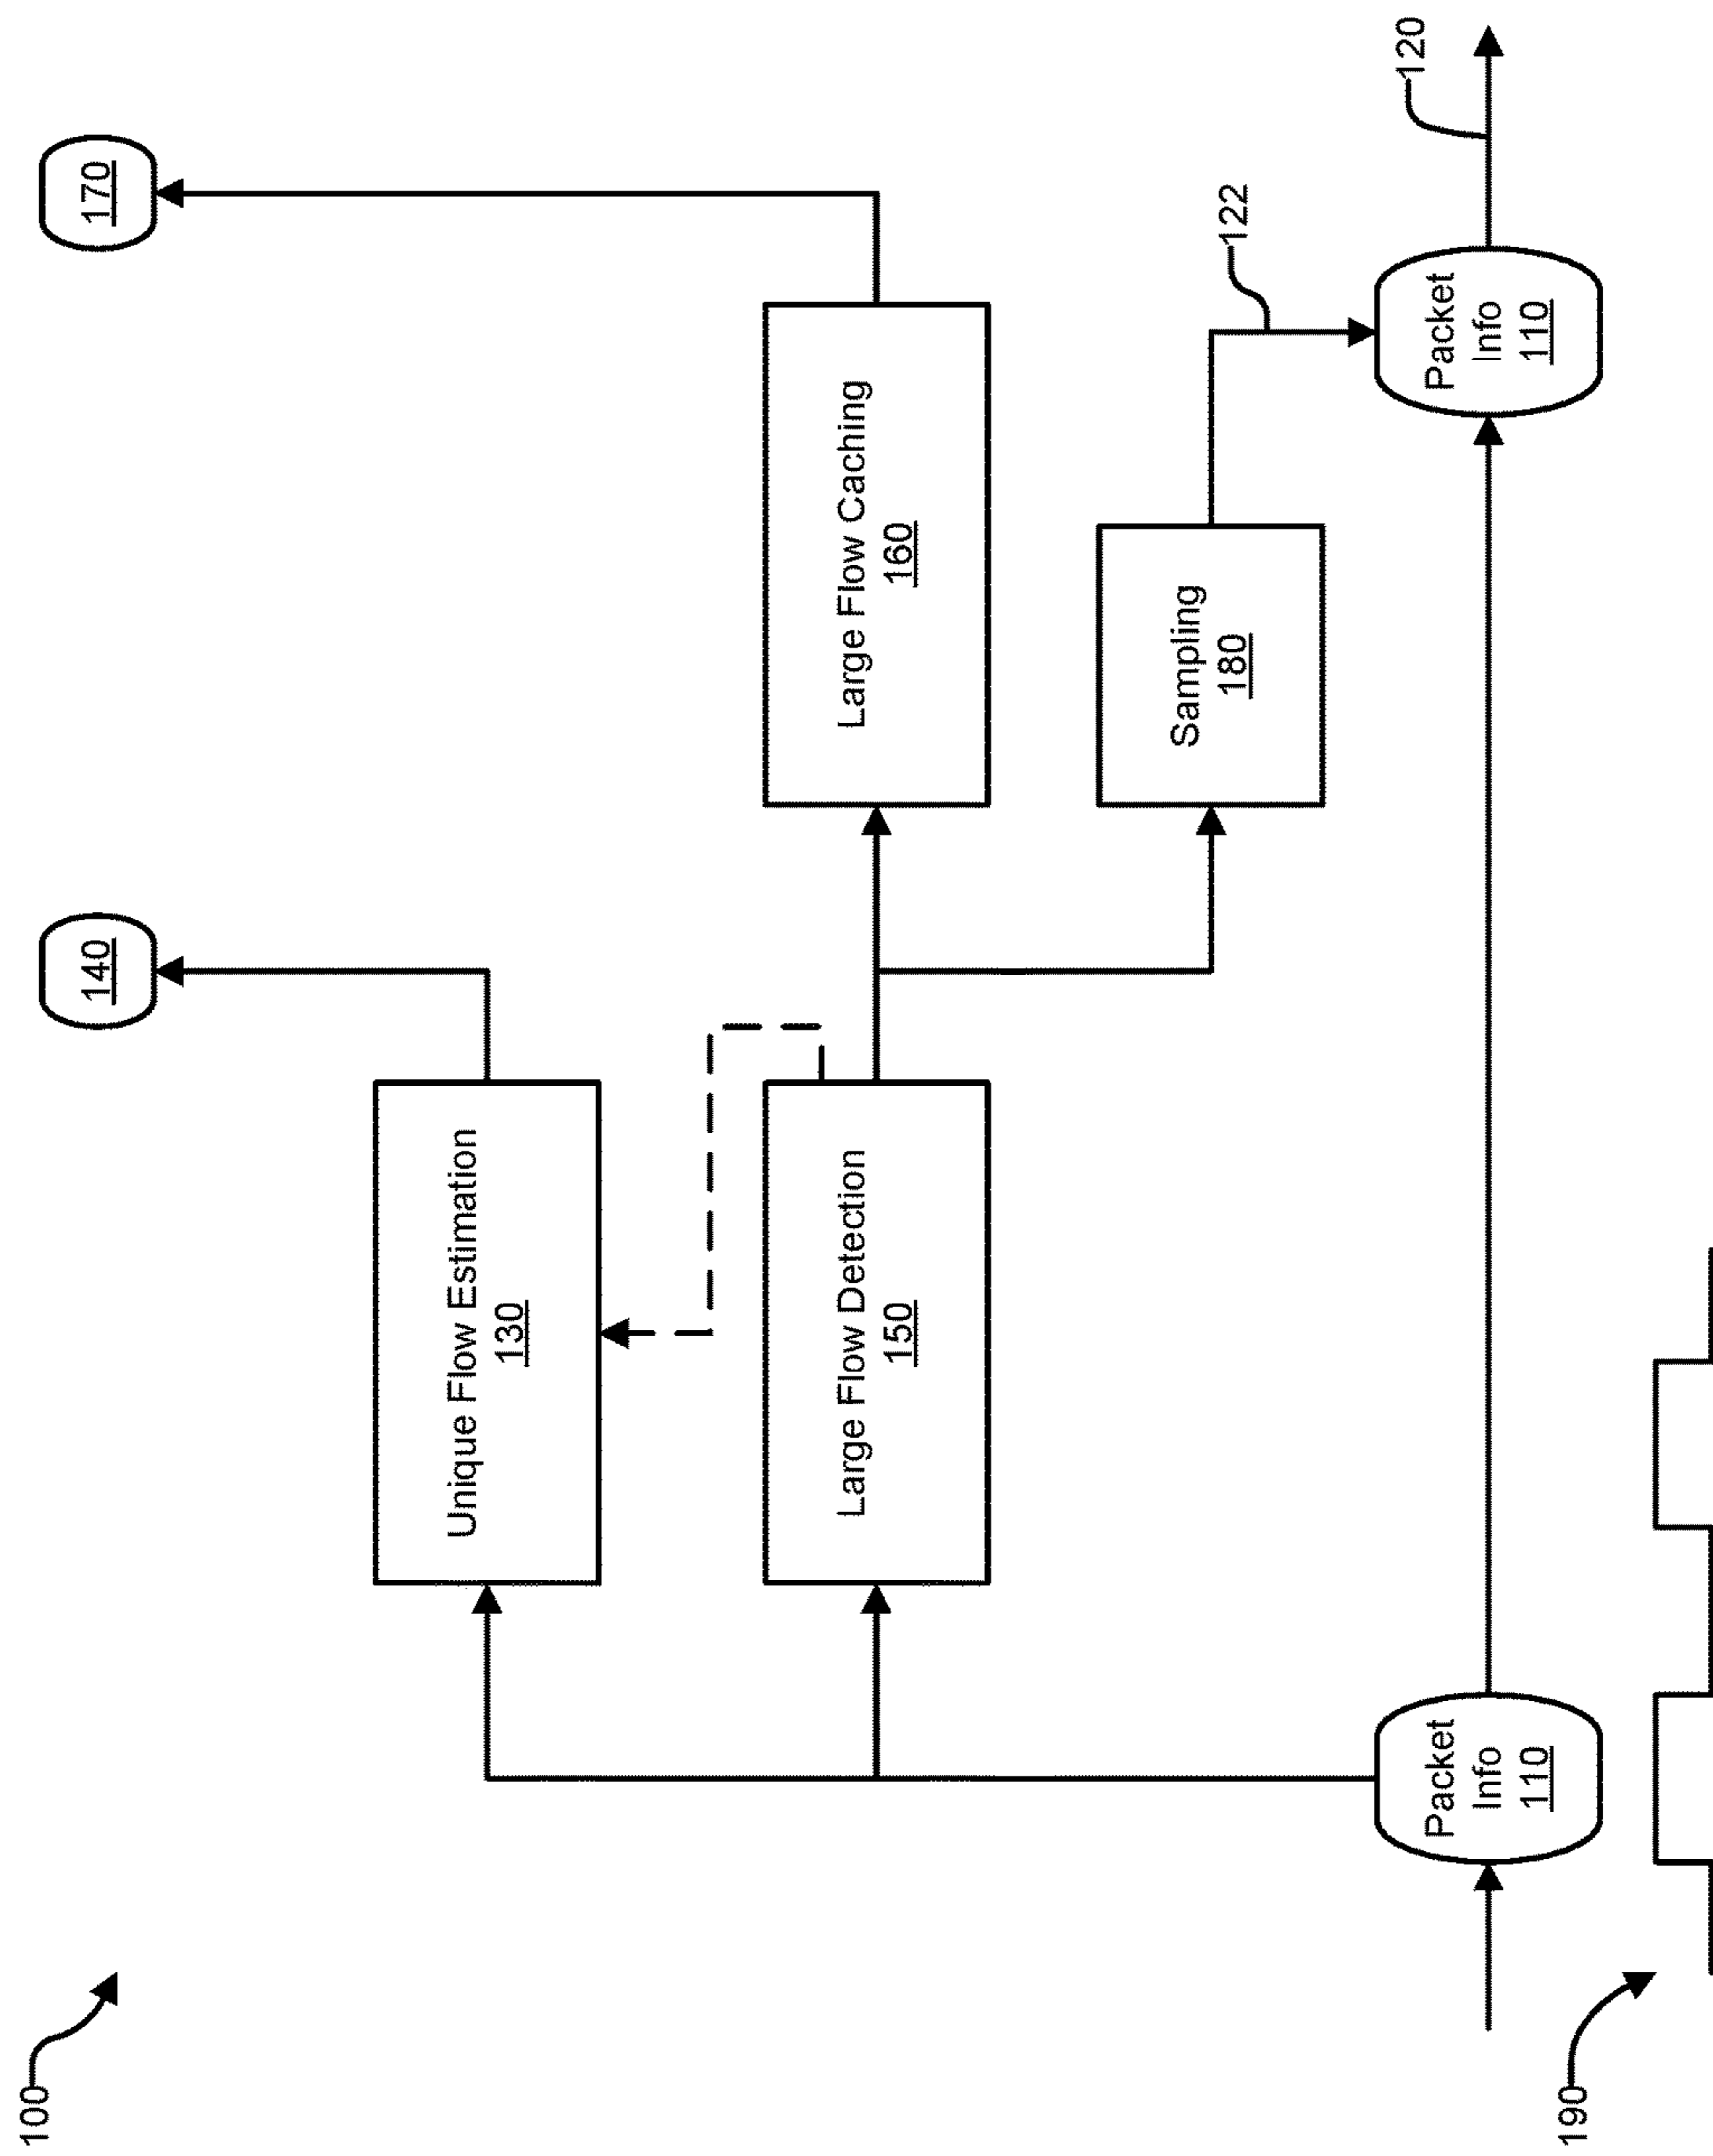 100
140
170
Unique Flow Estimation
130
Large Flow Detection
150
Large Flow Caching
160
Sampling
180
122
120
Packet
Info
110
Packet
Info
110
190